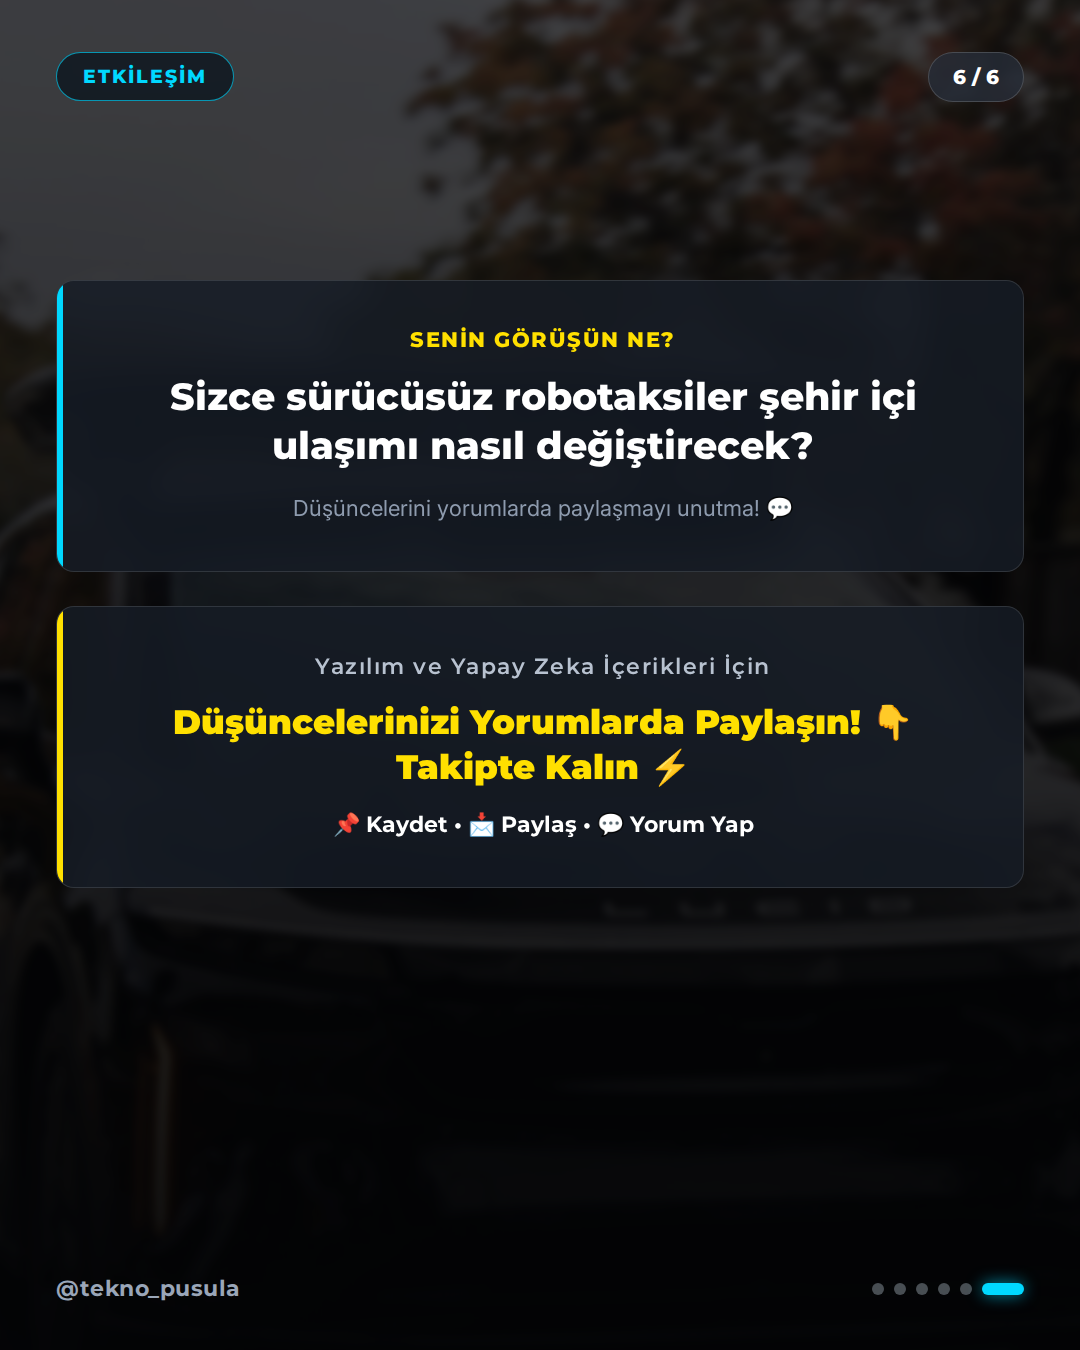 ETKİLEŞİM
6 / 6
SENİN GÖRÜŞÜN NE?
Sizce sürücüsüz robotaksiler şehir içi
ulaşımı nasıl değiştirecek?
Düşüncelerini yorumlarda paylaşmayı unutma! 💬
Yazılım ve Yapay Zeka İçerikleri İçin
Düşüncelerinizi Yorumlarda Paylaşın! 👇
Takipte Kalın ⚡
📌 Kaydet • 📩 Paylaş • 💬 Yorum Yap
@tekno_pusula